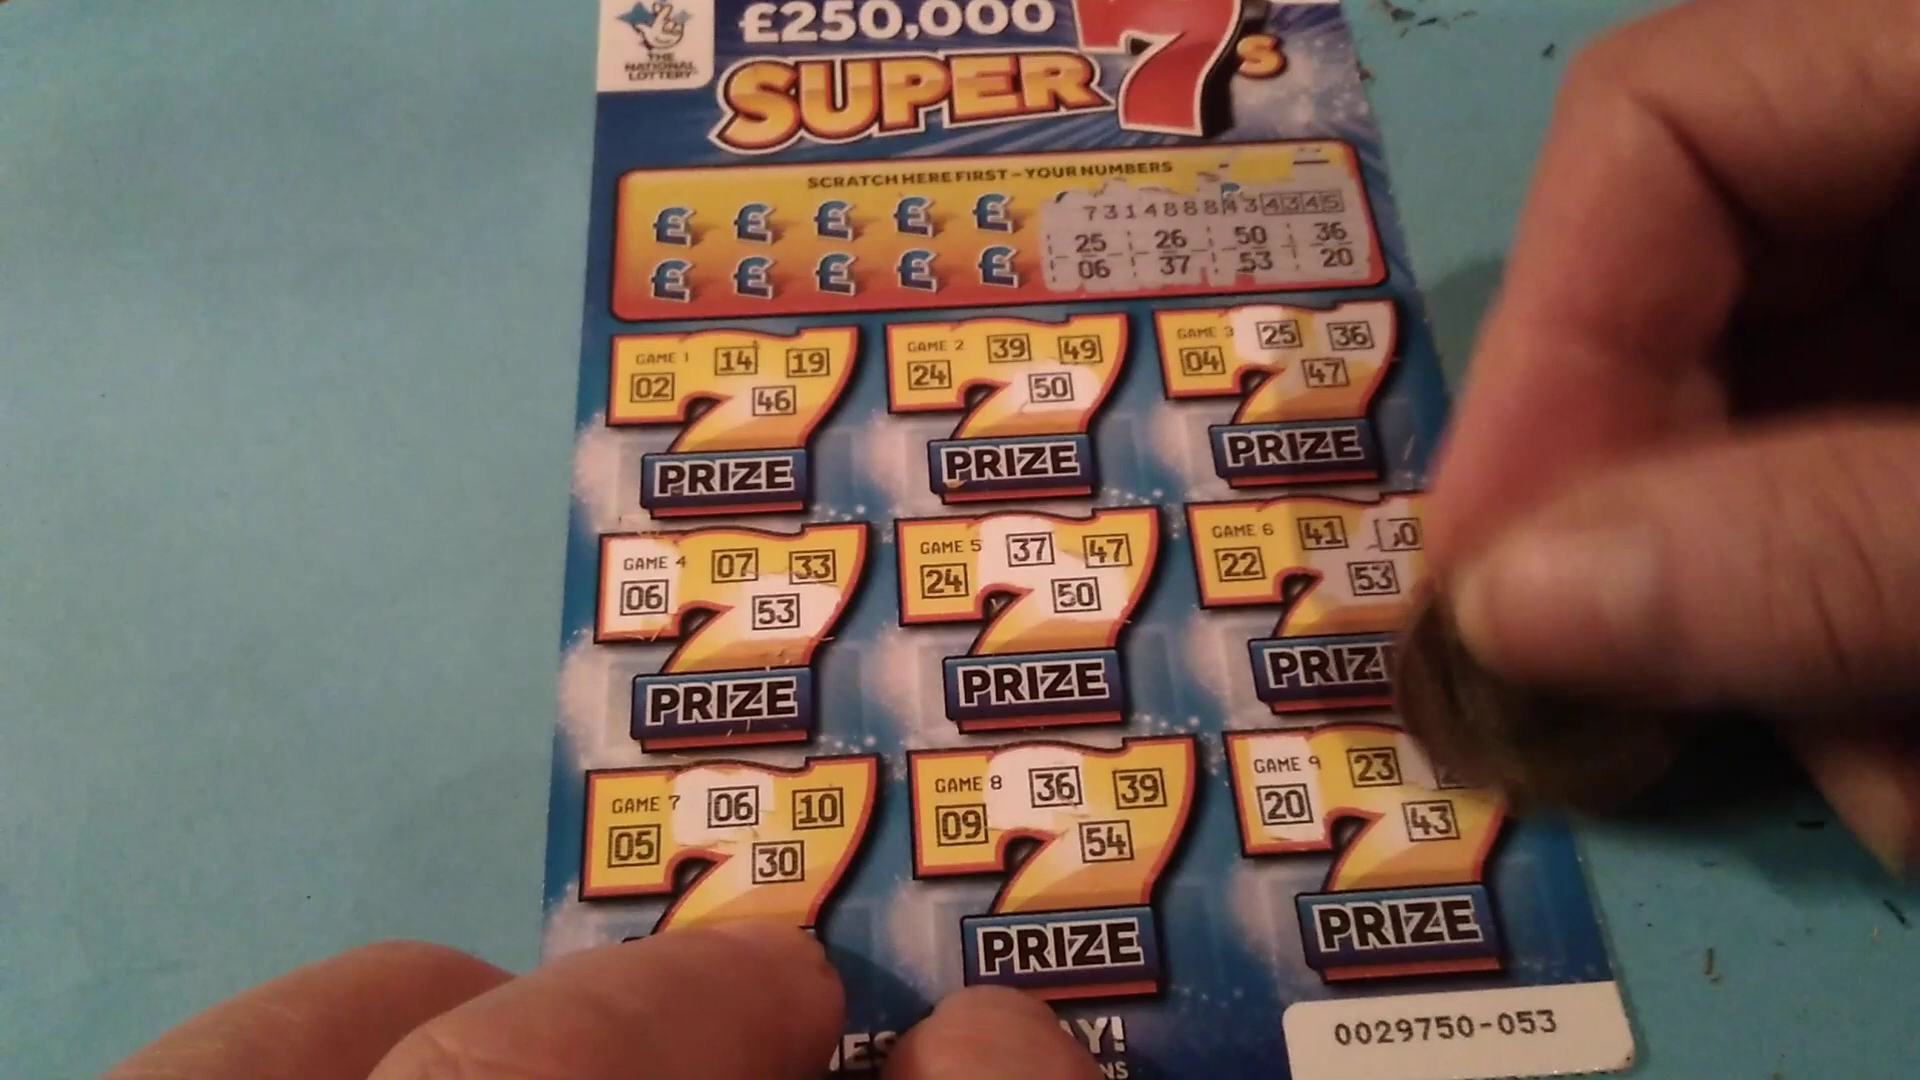 £250,000
THE
NATIONAL
LOTTERY
SUPER 7s
SCRATCH HERE FIRST - YOUR NUMBERS
£ £ £ £ £
£ £ £ £ £
25 26 50 36
06 37 53 20
GAME 1 14 19
02 46
PRIZE
GAME 2 39 49
24 50
PRIZE
GAME 3 25 36
04 47
PRIZE
GAME 4 07 33
06 53
PRIZE
GAME 5 37 47
24 50
PRIZE
GAME 6 41
22 53
GAME 7 06 10
05 30
GAME 8 36 39
09 54
PRIZE
GAME 9 23
20 43
PRIZE
0029750-053